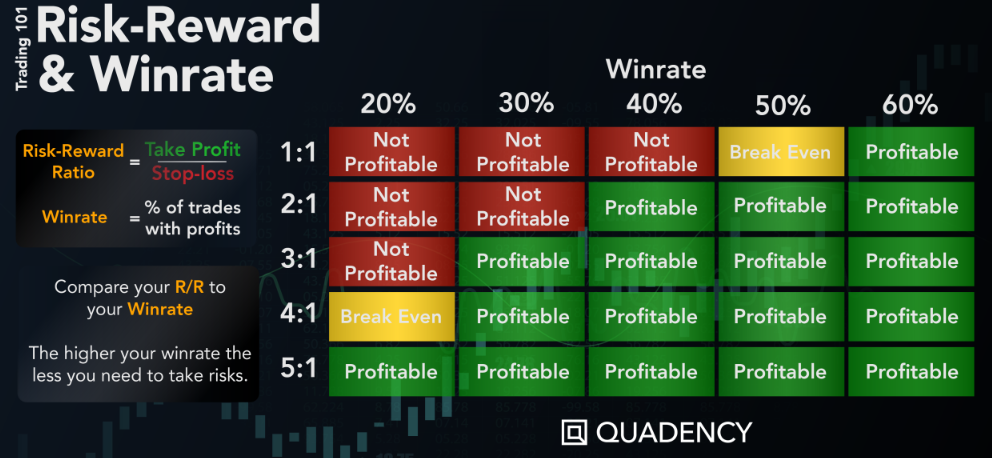 Trading 101
Risk-Reward
& Winrate
Winrate
20% 30% 40% 50% 60%
Risk-Reward Ratio = Take Profit
Stop-loss
Winrate = % of trades
with profits
Compare your R/R to
your Winrate
The higher your winrate the
less you need to take risks.
1:1 Not Profitable Not Profitable Not Profitable Break Even Profitable
2:1 Not Profitable Not Profitable Profitable Profitable Profitable
3:1 Not Profitable Profitable Profitable Profitable Profitable
4:1 Break Even Profitable Profitable Profitable Profitable
5:1 Profitable Profitable Profitable Profitable Profitable
QUADENCY